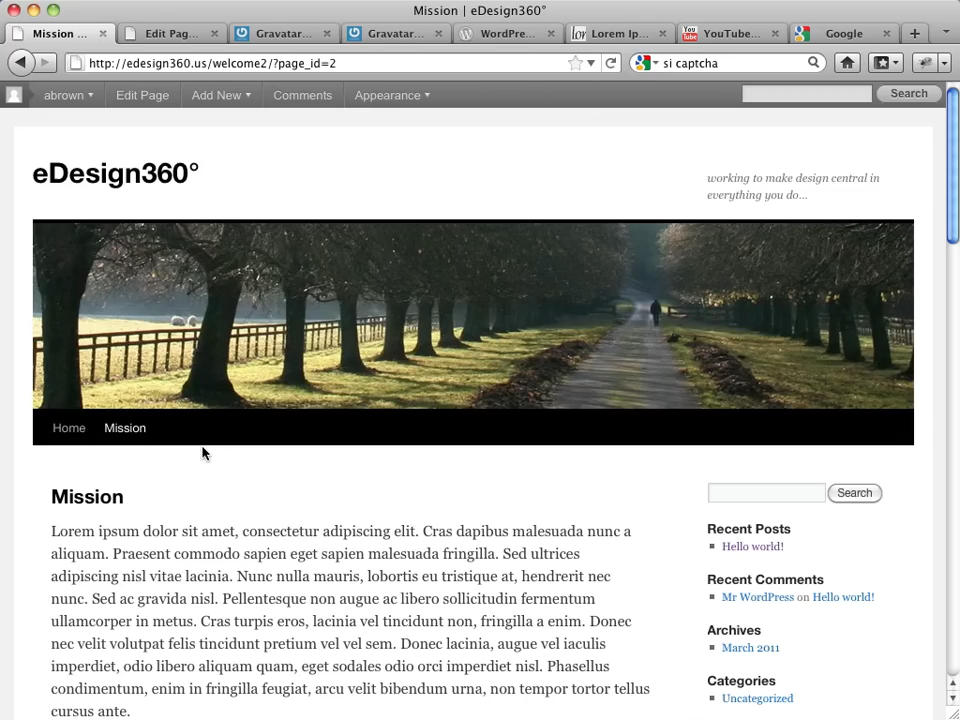 Mission | eDesign360°
Mission ...
Edit Pag...
Gravatar...
Gravatar...
WordPre...
Lorem Ip...
YouTube...
Google
http://edesign360.us/welcome2/?page_id=2
si captcha
abrown
Edit Page
Add New
Comments
Appearance
Search
eDesign360°
working to make design central in
everything you do...
Home
Mission
Mission
Lorem ipsum dolor sit amet, consectetur adipiscing elit. Cras dapibus malesuada nunc a
aliquam. Praesent commodo sapien eget sapien malesuada fringilla. Sed ultrices
adipiscing nisl vitae lacinia. Nunc nulla mauris, lobortis eu tristique at, hendrerit nec
nunc. Sed ac gravida nisl. Pellentesque non augue ac libero sollicitudin fermentum
ullamcorper in metus. Cras turpis eros, lacinia vel tincidunt non, fringilla a enim. Donec
nec velit volutpat felis tincidunt pretium vel vel sem. Donec lacinia, augue vel iaculis
imperdiet, odio libero aliquam quam, eget sodales odio orci imperdiet nisl. Phasellus
condimentum, enim in fringilla feugiat, arcu velit bibendum urna, non tempor tortor tellus
cursus ante.
Search
Recent Posts
Hello world!
Recent Comments
Mr WordPress on Hello world!
Archives
March 2011
Categories
Uncategorized